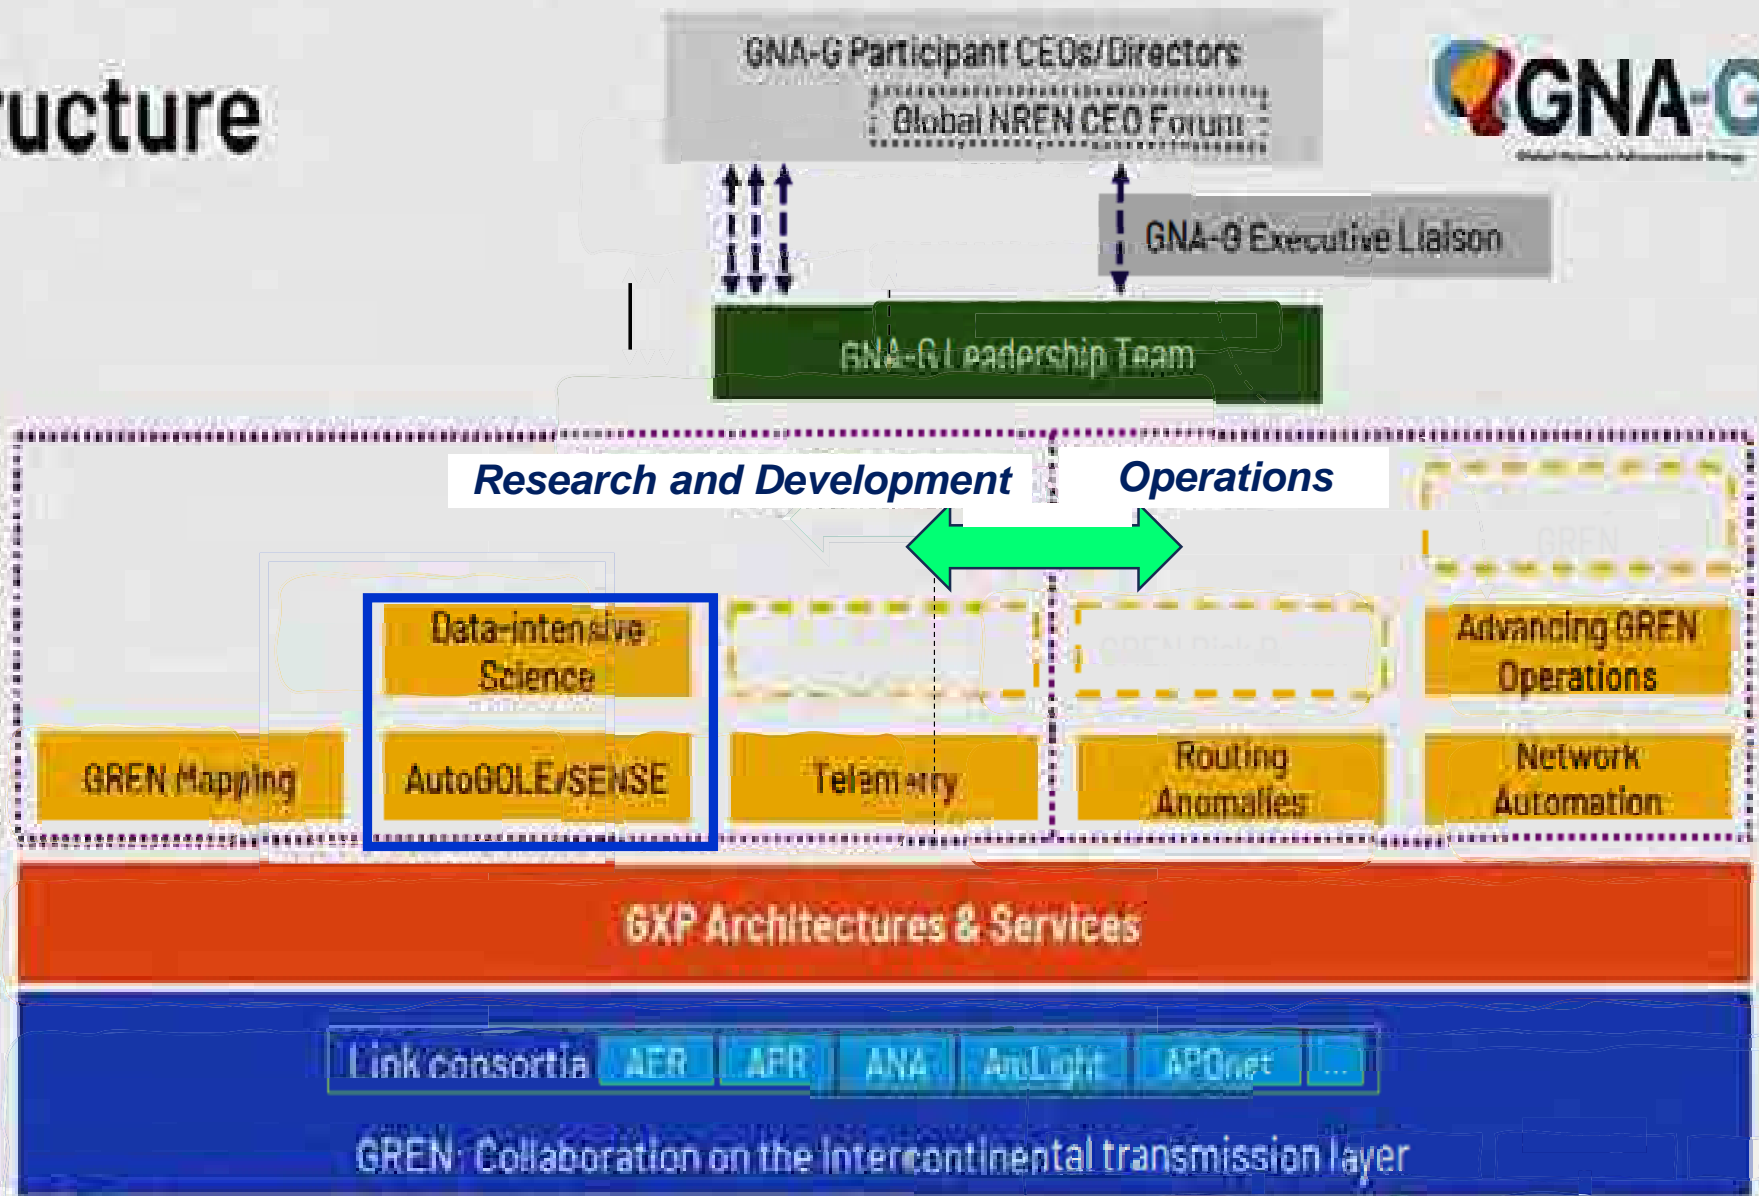 ucture
GNA-G Participant CEOs/Directors
Global NREN CEO Forum
GNA-G
GNA-G Executive Liaison
GNA-G Leadership Team
Research and Development
Operations
GREN
Data-intensive
Science
Advancing GREN
Operations
GREN Mapping
AutoGOLE/SENSE
Telemetry
Routing
Anomalies
Network
Automation
GXP Architectures & Services
Link consortia AER APR ANA AmLight APOnet ...
GREN: Collaboration on the intercontinental transmission layer